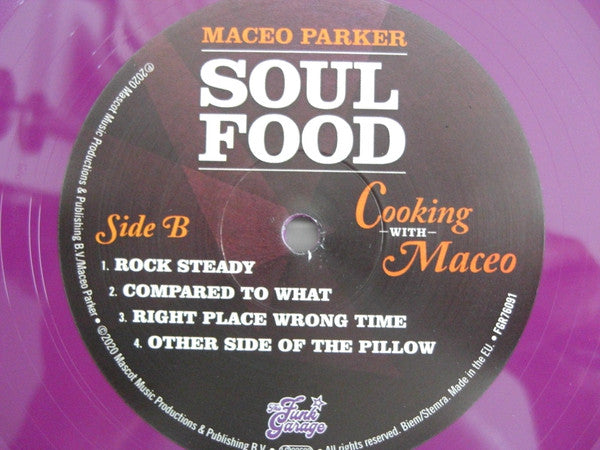 MACEO PARKER
SOUL
FOOD
Cooking
WITH
Maceo
Side B
1. ROCK STEADY
2. COMPARED TO WHAT
3. RIGHT PLACE WRONG TIME
4. OTHER SIDE OF THE PILLOW
The
Funk
Garage
℗2020 Mascot Music Productions & Publishing B.V./Maceo Parker • ©2020 Mascot Music Productions & Publishing B.V. • All rights reserved. Biem/Stemra. Made in the EU. • FGR76091